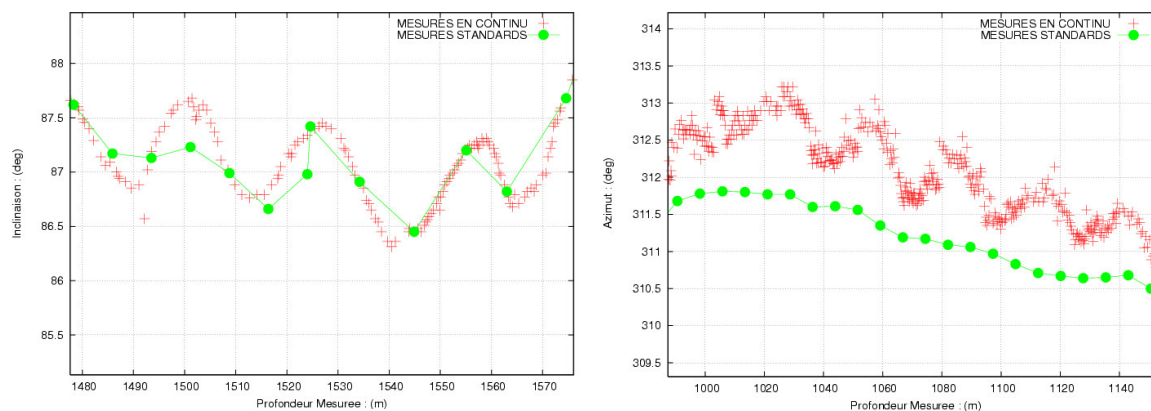 MESURES EN CONTINU
MESURES STANDARDS
88
87.5
87
86.5
86
85.5
Inclinaison : (deg)
1480 1490 1500 1510 1520 1530 1540 1550 1560 1570
Profondeur Mesuree : (m)
MESURES EN CONTINU
MESURES STANDARDS
314
313.5
313
312.5
312
311.5
311
310.5
310
309.5
Azimut : (deg)
1000 1020 1040 1060 1080 1100 1120 1140
Profondeur Mesuree : (m)